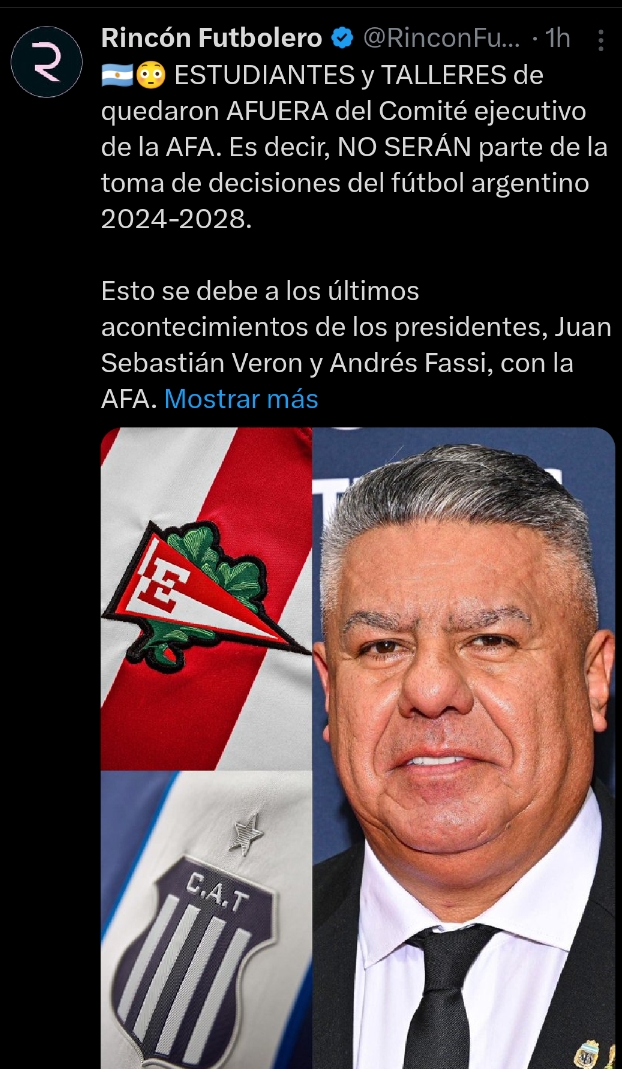 Rincón Futbolero @RinconFu... · 1h
ESTUDIANTES y TALLERES de
quedaron AFUERA del Comité ejecutivo
de la AFA. Es decir, NO SERÁN parte de la
toma de decisiones del fútbol argentino
2024-2028.
Esto se debe a los últimos
acontecimientos de los presidentes, Juan
Sebastián Veron y Andrés Fassi, con la
AFA. Mostrar más
E
C.A.T